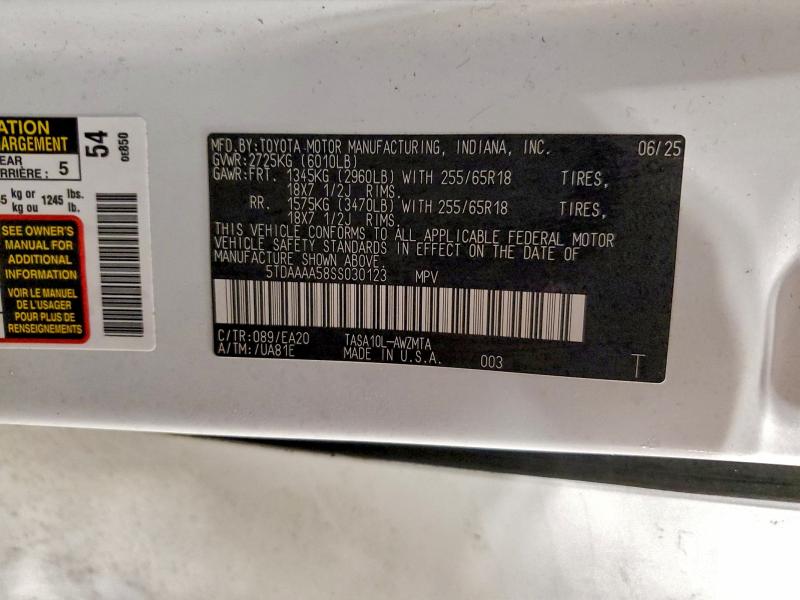 ATION
ARGEMENT
EAR
RRIÈRE: 5
5 kg or 1245 lbs.
kg ou lb.
SEE OWNER'S
MANUAL FOR
ADDITIONAL
INFORMATION
VOIR LE MANUEL
DE L'USAGER
POUR PLUS DE
RENSEIGNEMENTS
54
0E850
MFD.BY:TOYOTA MOTOR MANUFACTURING, INDIANA, INC. 06/25
GVWR:2725KG (6010LB)
GAWR:FRT. 1345KG (2960LB) WITH 255/65R18 TIRES,
18X7 1/2J RIMS,
RR. 1575KG (3470LB) WITH 255/65R18 TIRES,
18X7 1/2J RIMS.
THIS VEHICLE CONFORMS TO ALL APPLICABLE FEDERAL MOTOR
VEHICLE SAFETY STANDARDS IN EFFECT ON THE DATE OF
MANUFACTURE SHOWN ABOVE.
5TDAAAA58SS030123 MPV
C/TR:089/EA20 TASA10L-AWZMTA
A/TM:/UA81E MADE IN U.S.A. 003
T